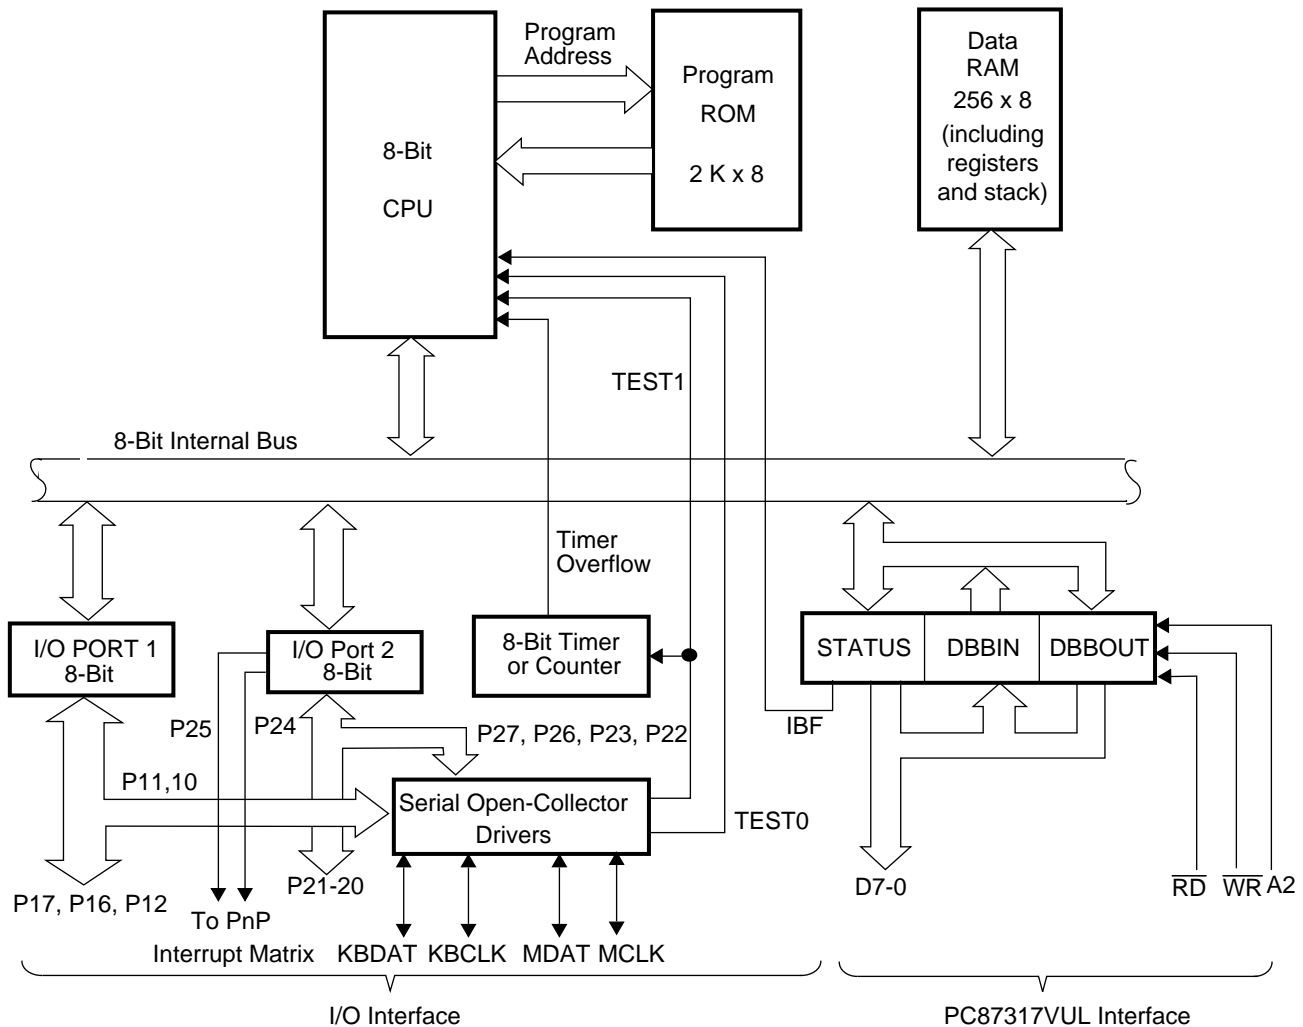 Program
Address
Program
ROM
2 K x 8
Data
RAM
256 x 8
(including
registers
and stack)
8-Bit
CPU
TEST1
8-Bit Internal Bus
Timer
Overflow
I/O PORT 1
8-Bit
I/O Port 2
8-Bit
8-Bit Timer
or Counter
STATUS
DBBIN
DBBOUT
P25
P24
P27, P26, P23, P22
IBF
P11,10
Serial Open-Collector
Drivers
TEST0
P17, P16, P12
P21-20
D7-0
RD
WR
A2
To PnP
Interrupt Matrix
KBDAT
KBCLK
MDAT
MCLK
I/O Interface
PC87317VUL Interface